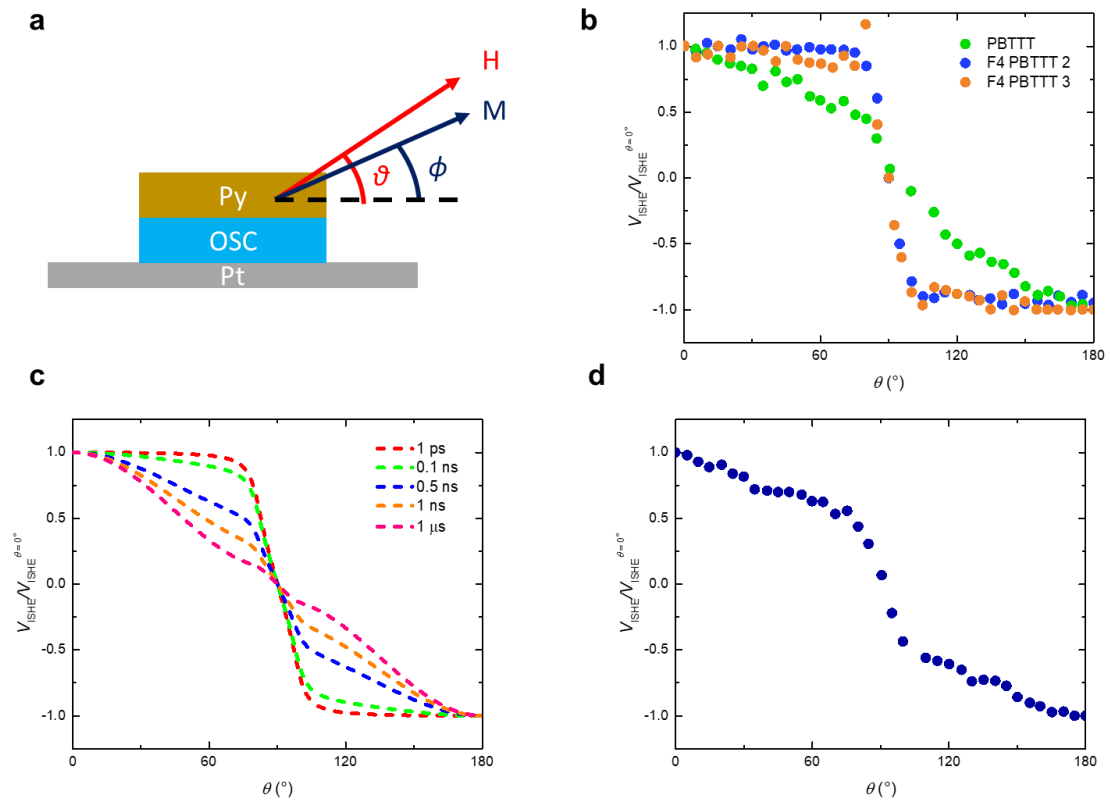 a
H
M
ϑ
ϕ
Py
OSC
Pt
b
PBTTT
F4 PBTTT 2
F4 PBTTT 3
1.0
0.5
0.0
-0.5
-1.0
V_ISHE/V_ISHE^θ=0°
0 60 120 180
θ (°)
c
1 ps
0.1 ns
0.5 ns
1 ns
1 μs
1.0
0.5
0.0
-0.5
-1.0
V_ISHE/V_ISHE^θ=0°
0 60 120 180
θ (°)
d
1.0
0.5
0.0
-0.5
-1.0
V_ISHE/V_ISHE^θ=0°
0 60 120 180
θ (°)